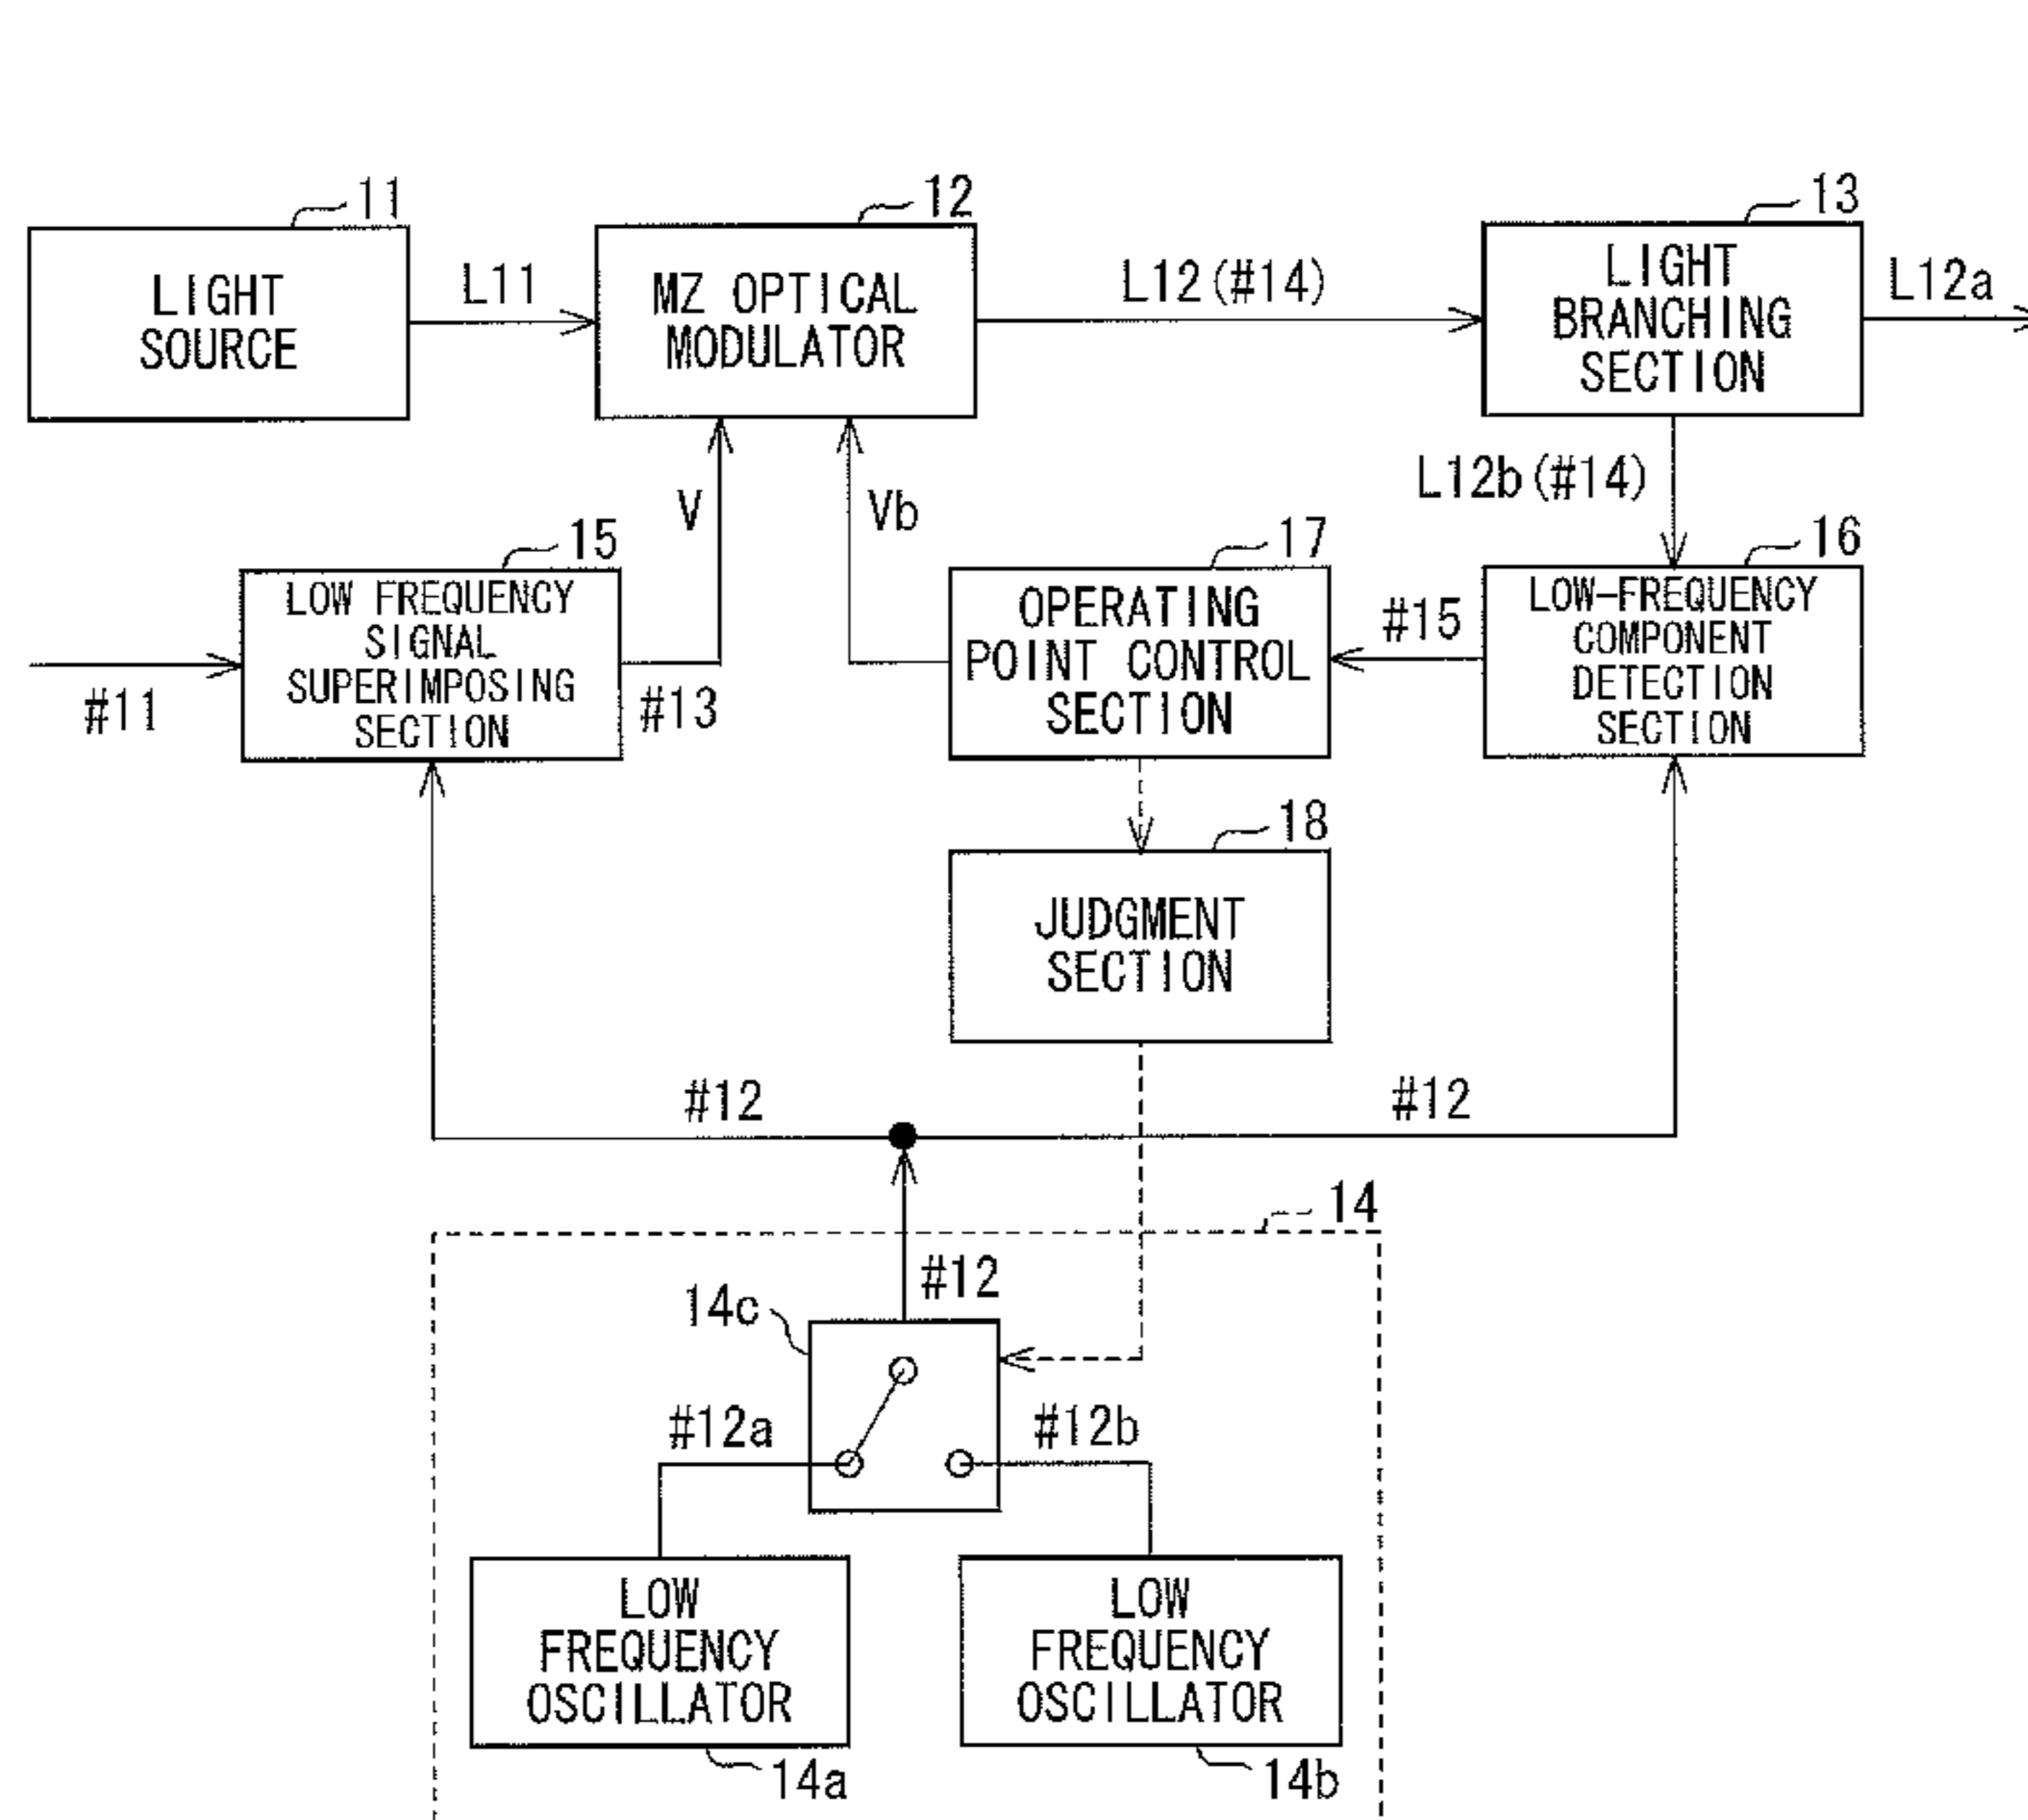 11
LIGHT
SOURCE
L11
12
MZ OPTICAL
MODULATOR
L12(#14)
13
LIGHT
BRANCHING
SECTION
L12a
L12b(#14)
V
Vb
15
LOW FREQUENCY
SIGNAL
SUPERIMPOSING
SECTION
#11
#13
17
OPERATING
POINT CONTROL
SECTION
#15
16
LOW-FREQUENCY
COMPONENT
DETECTION
SECTION
18
JUDGMENT
SECTION
#12
#12
14
#12
14c
#12a
#12b
LOW
FREQUENCY
OSCILLATOR
14a
LOW
FREQUENCY
OSCILLATOR
14b